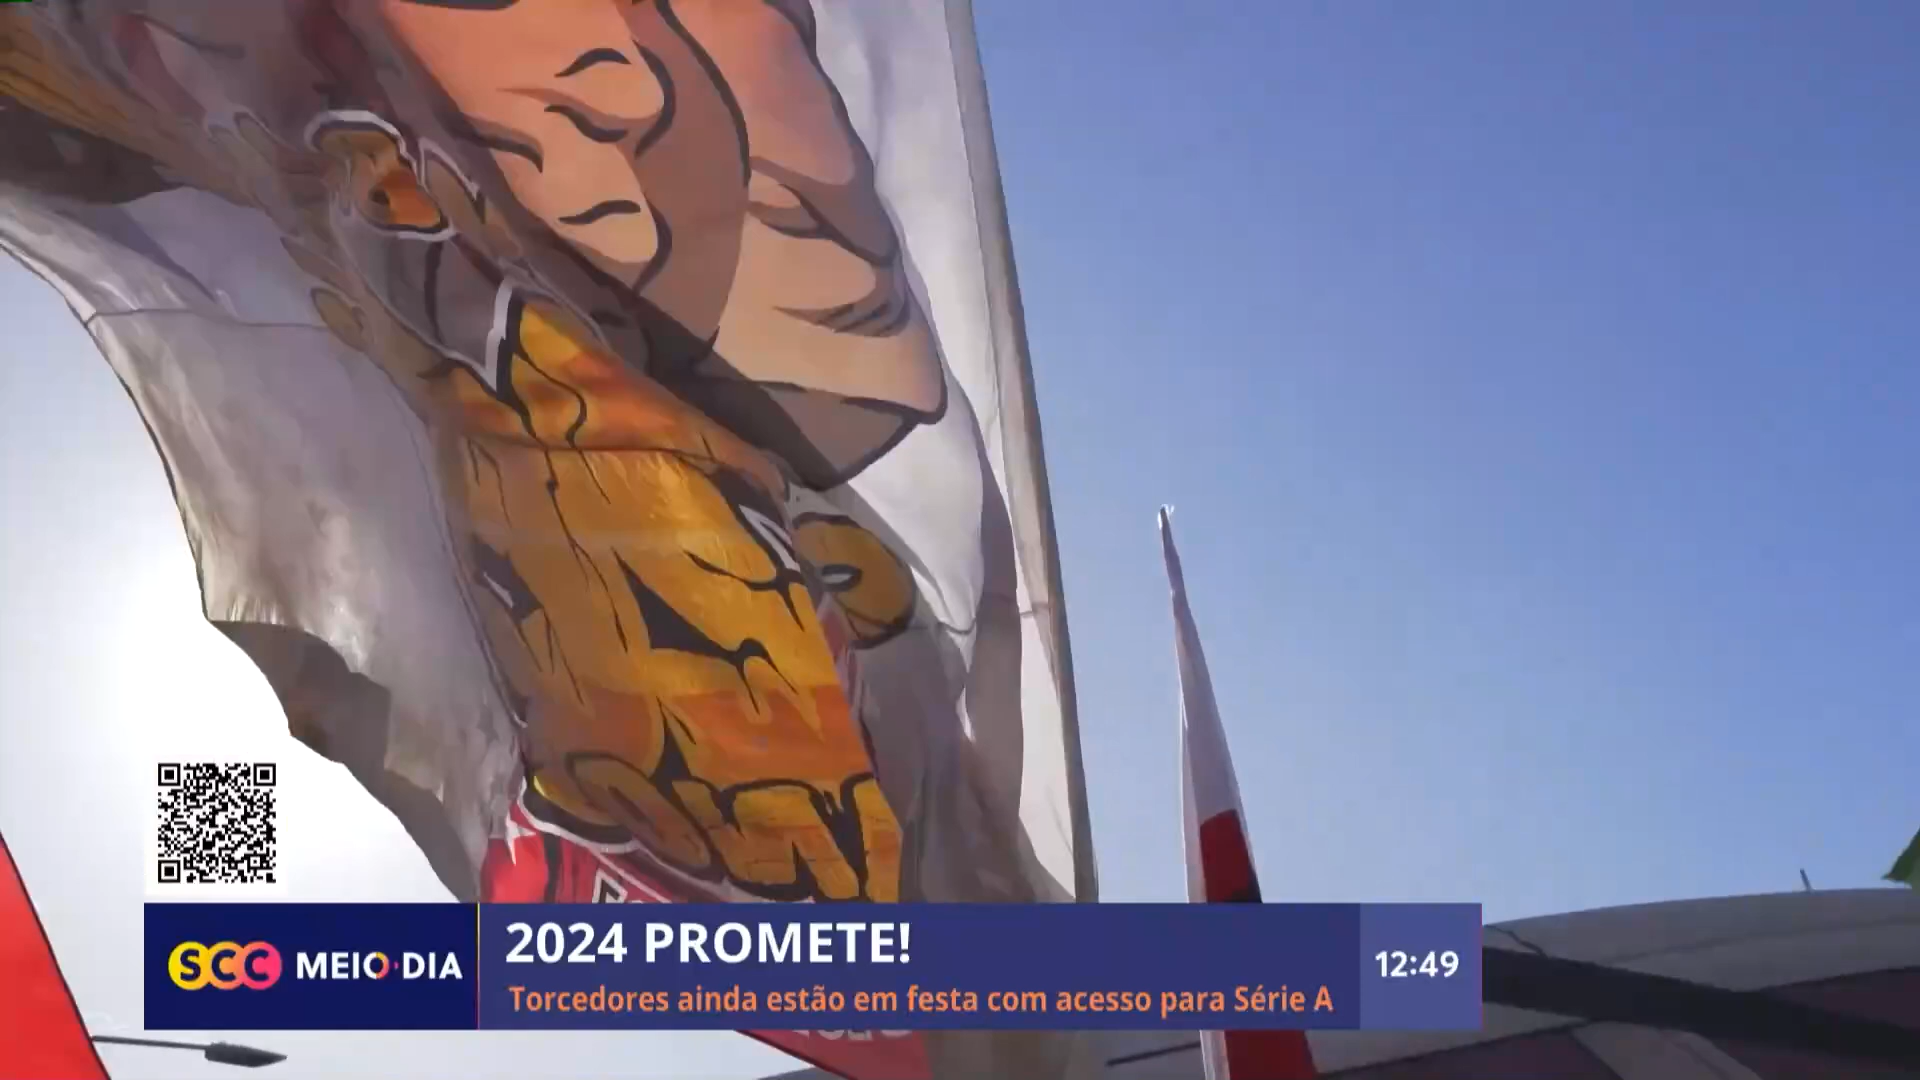 2024 PROMETE!
SCC MEIO·DIA
12:49
Torcedores ainda estão em festa com acesso para Série A